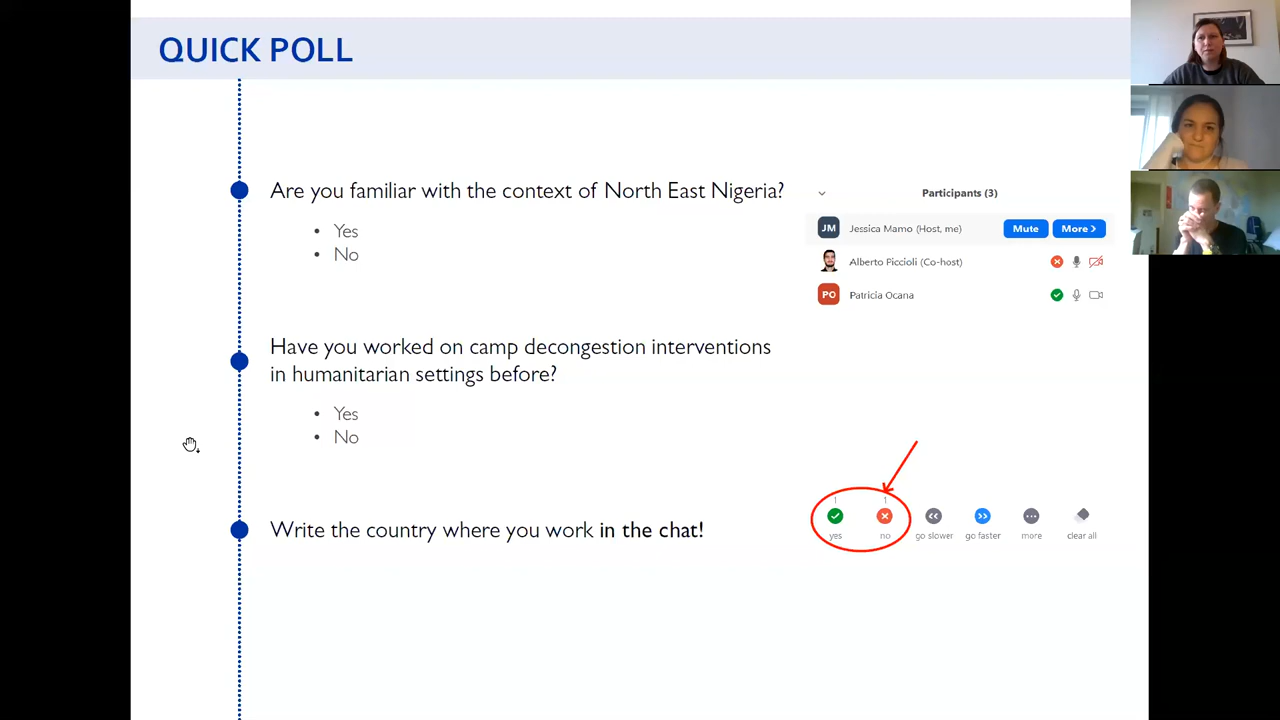 QUICK POLL
Are you familiar with the context of North East Nigeria?
• Yes
• No
Participants (3)
JM Jessica Mamo (Host, me) Mute More >
Alberto Piccioli (Co-host)
PO Patricia Ocana
Have you worked on camp decongestion interventions
in humanitarian settings before?
• Yes
• No
Write the country where you work in the chat!
1 1
yes no go slower go faster more clear all